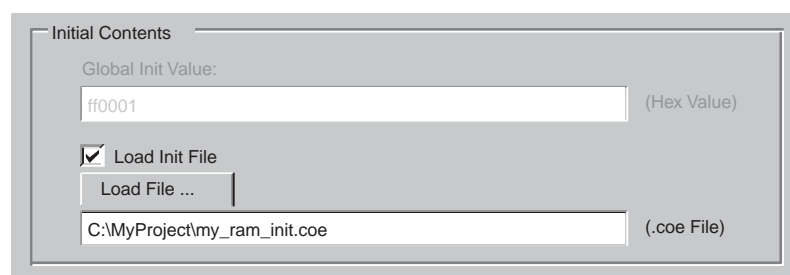 Initial Contents
Global Init Value:
ff0001 (Hex Value)
Load Init File
Load File ...
C:\MyProject\my_ram_init.coe (.coe File)